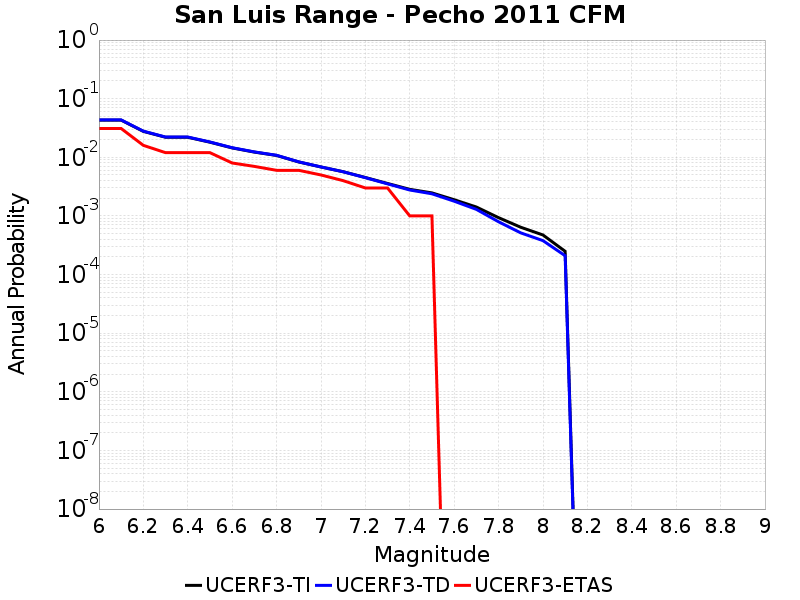 San Luis Range - Pecho 2011 CFM
Annual Probability
10^0
10^-1
10^-2
10^-3
10^-4
10^-5
10^-6
10^-7
10^-8
6 6.2 6.4 6.6 6.8 7 7.2 7.4 7.6 7.8 8 8.2 8.4 8.6 8.8 9
Magnitude
UCERF3-TI UCERF3-TD UCERF3-ETAS